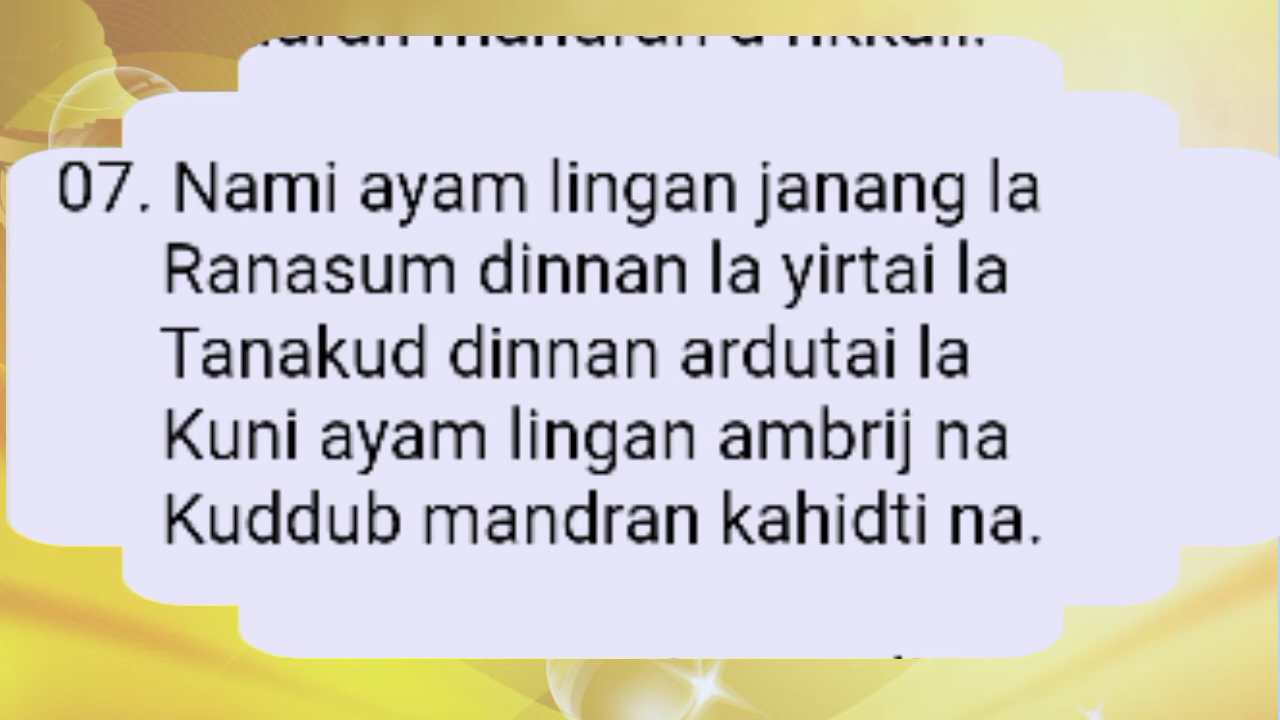 07. Nami ayam lingan janang la
Ranasum dinnan la yirtai la
Tanakud dinnan ardutai la
Kuni ayam lingan ambrij na
Kuddub mandran kahidti na.